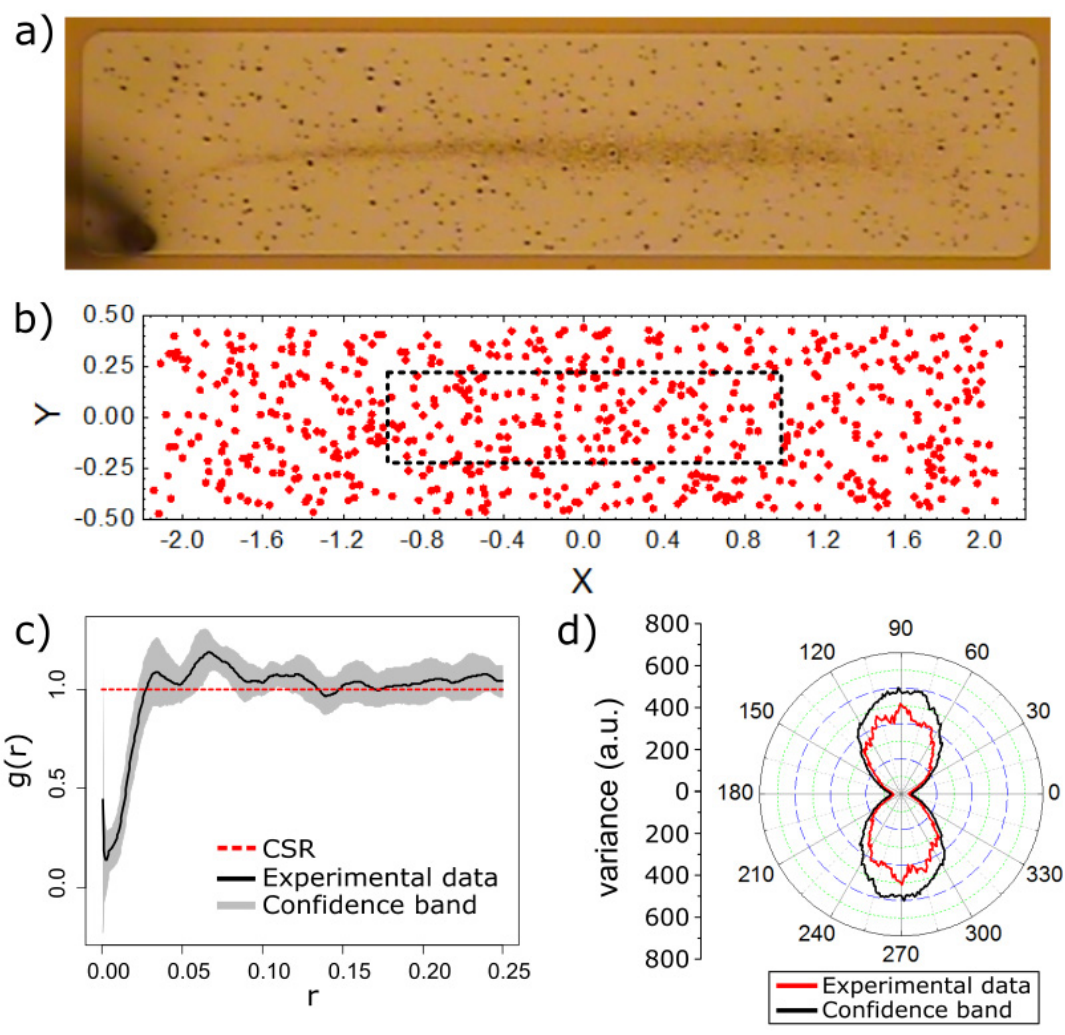 a)
b)
0.50
0.25
0.00
-0.25
-0.50
Y
-2.0 -1.6 -1.2 -0.8 -0.4 0.0 0.4 0.8 1.2 1.6 2.0
X
c)
1.0
0.5
0.0
g(r)
CSR
Experimental data
Confidence band
0.00 0.05 0.10 0.15 0.20 0.25
r
d)
800
600
400
200
0
200
400
600
800
variance (a.u.)
90
120 60
150 30
180 0
210 330
240 300
270
Experimental data
Confidence band